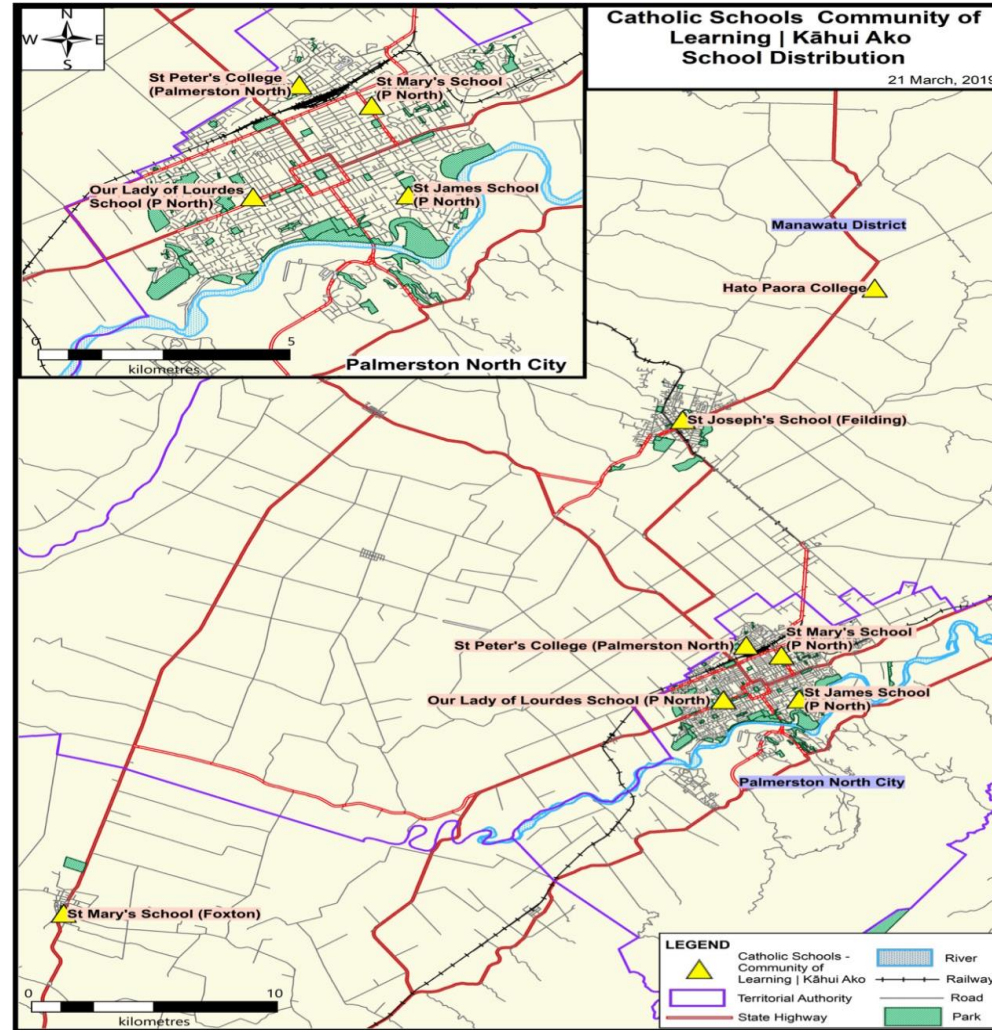 Catholic Schools Community of
Learning | Kāhui Ako
School Distribution
21 March, 2019
N
W E
S
St Peter's College
(Palmerston North)
St Mary's School
(P North)
Our Lady of Lourdes
School (P North)
St James School
(P North)
0 5
kilometres
Palmerston North City
Manawatu District
Hato Paora College
St Joseph's School (Feilding)
St Mary's School
(P North)
St Peter's College (Palmerston North)
Our Lady of Lourdes School (P North)
St James School
(P North)
Palmerston North City
St Mary's School (Foxton)
0 10
kilometres
LEGEND
Catholic Schools -
Community of
Learning | Kāhui Ako
Territorial Authority
State Highway
River
Railway
Road
Park